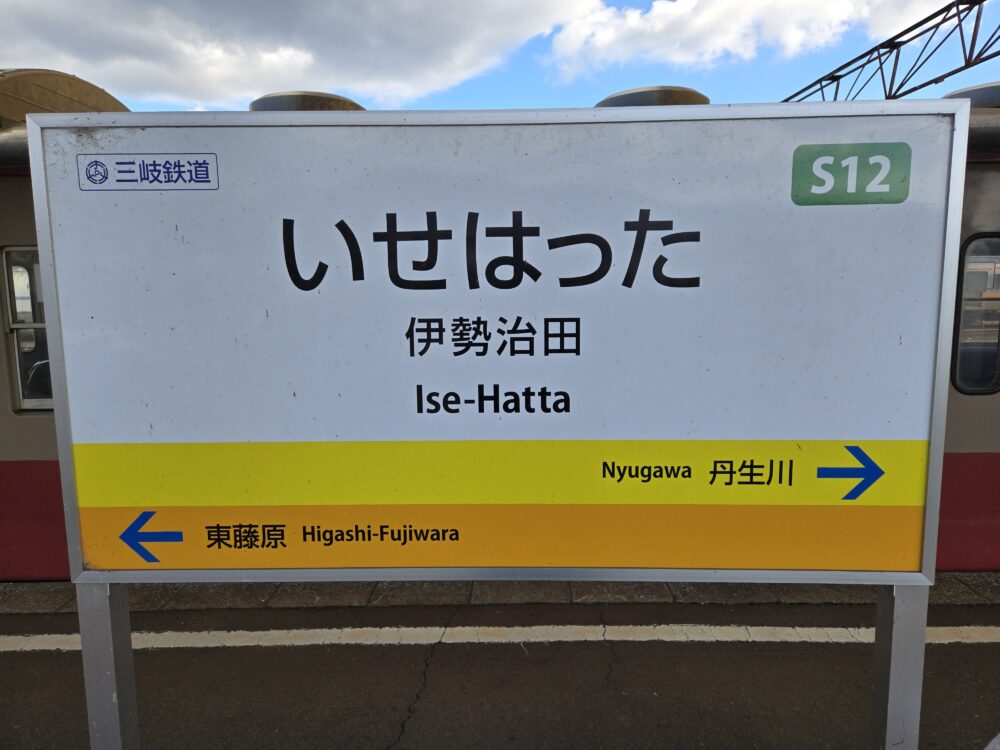 三岐鉄道
S12
いせはった
伊勢治田
Ise-Hatta
Nyugawa 丹生川
東藤原 Higashi-Fujiwara